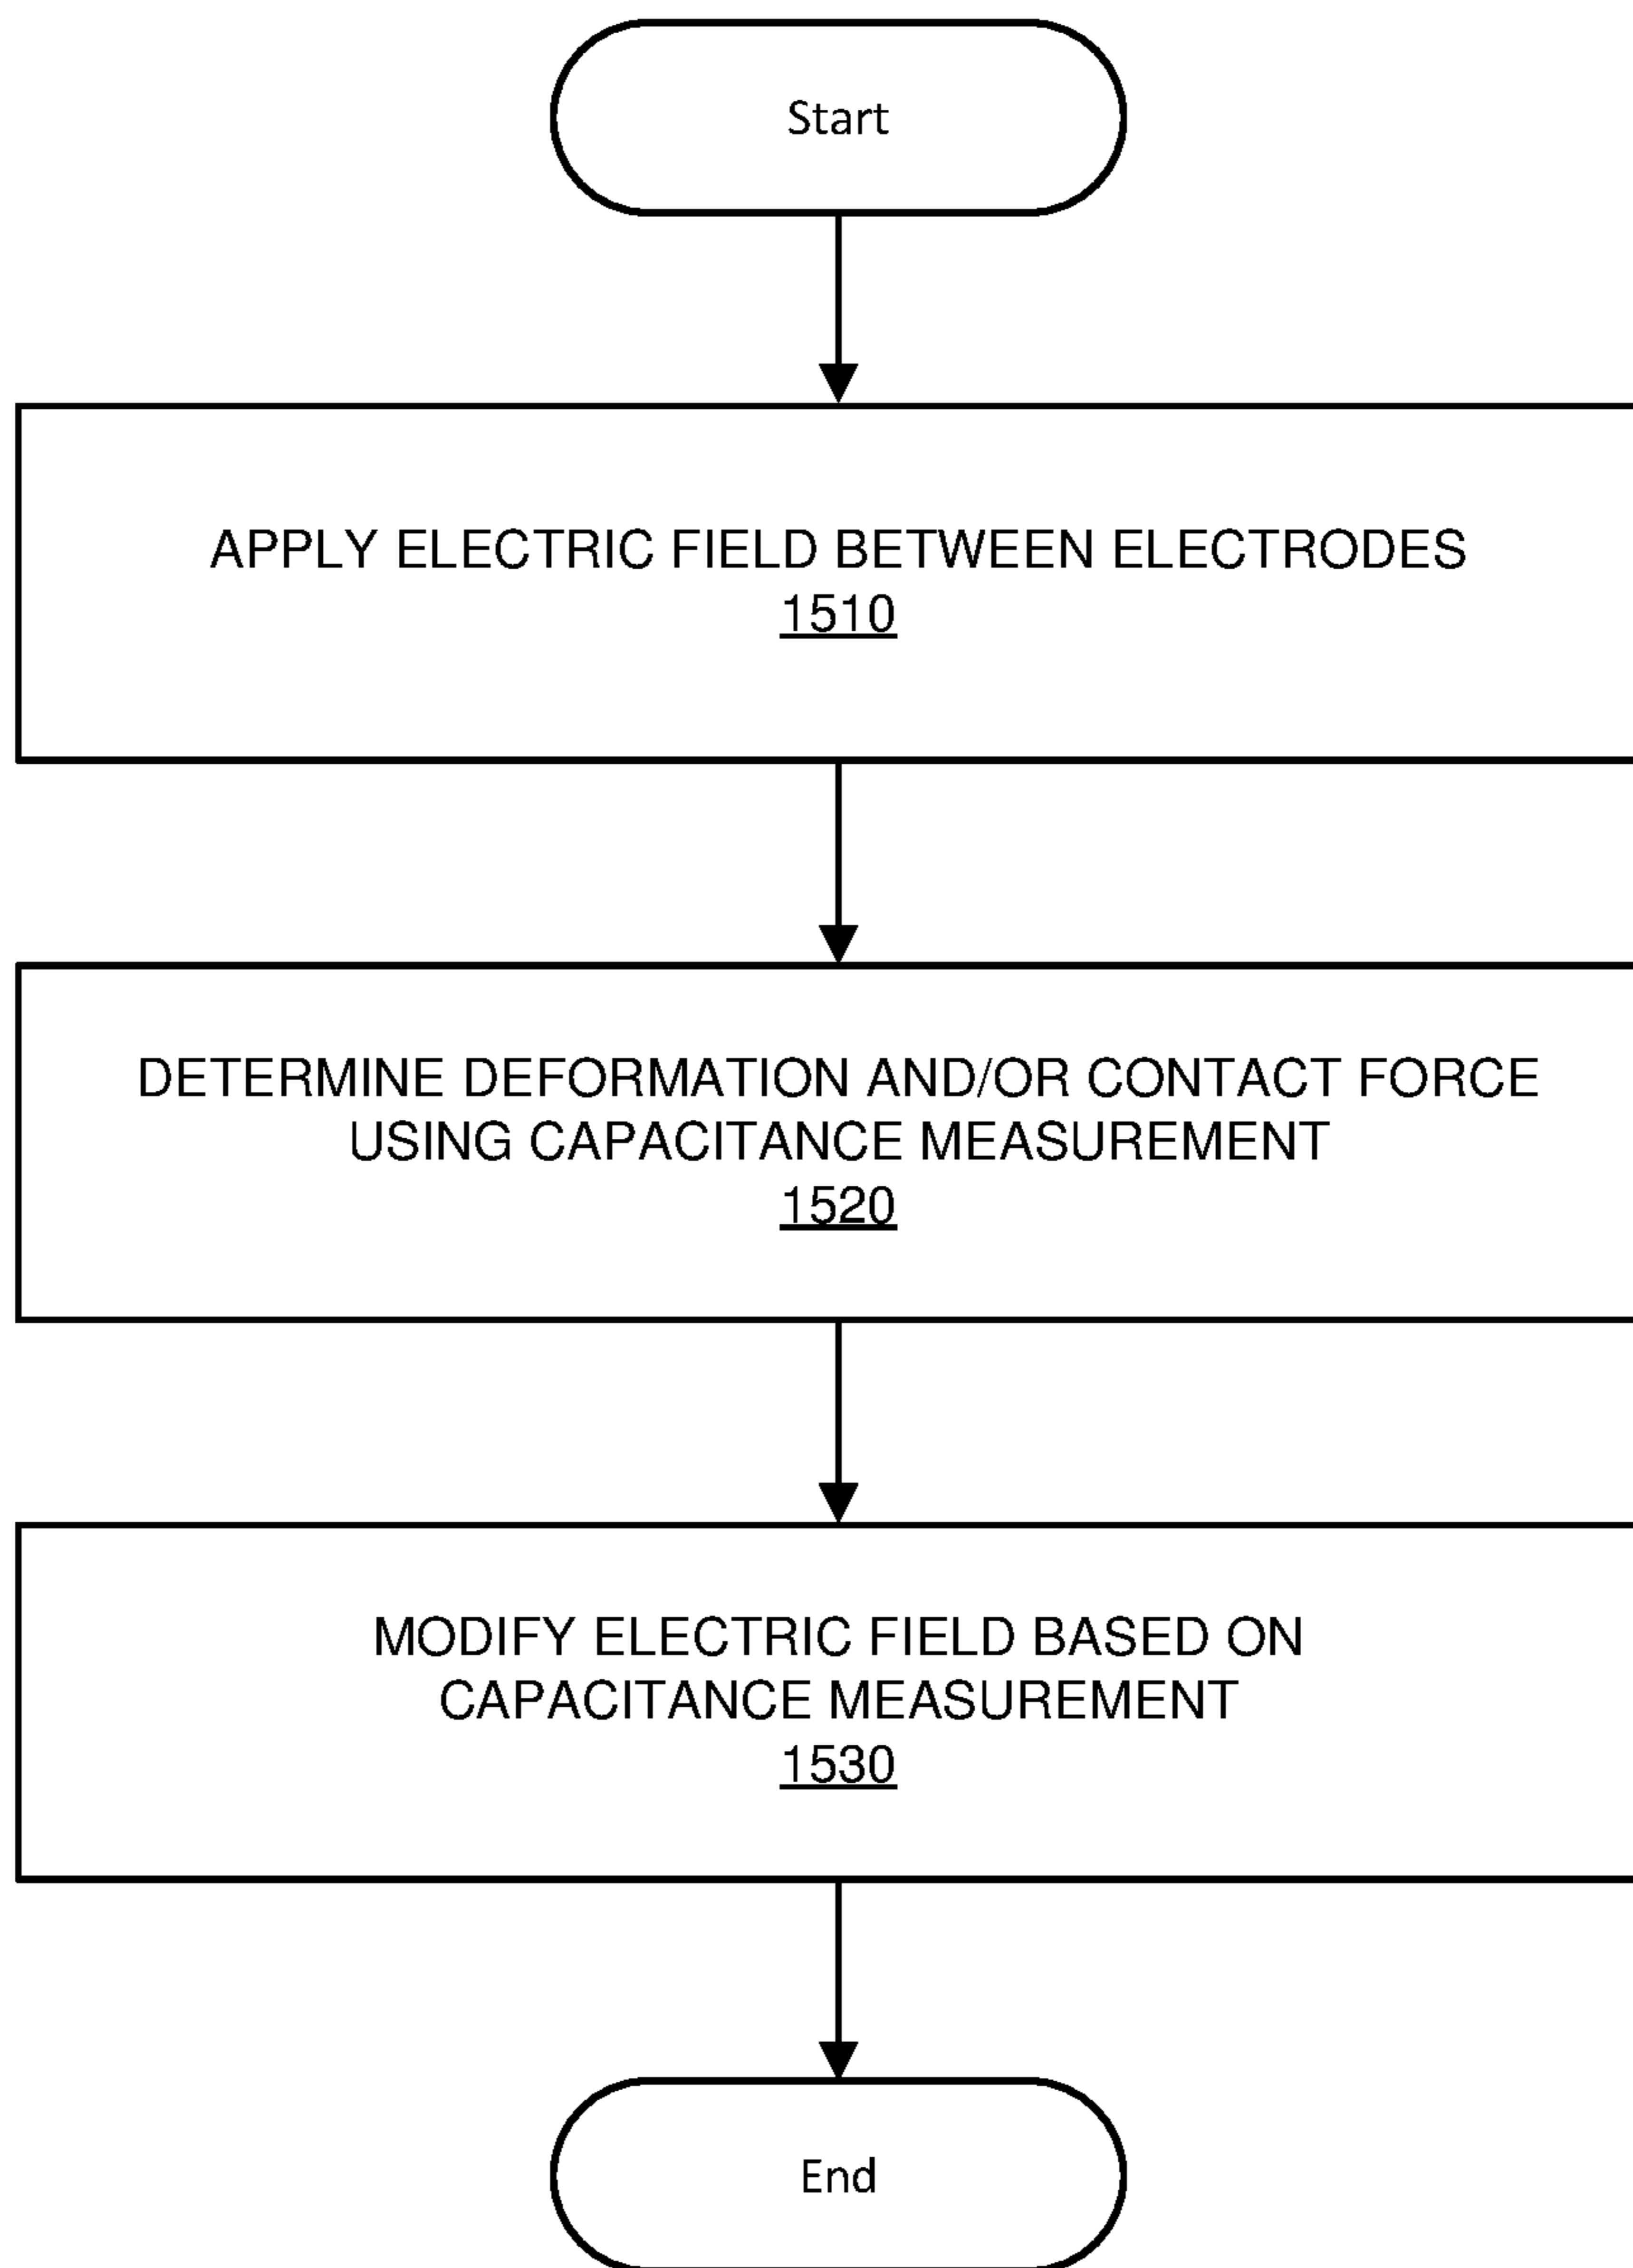 Start
APPLY ELECTRIC FIELD BETWEEN ELECTRODES
1510
DETERMINE DEFORMATION AND/OR CONTACT FORCE
USING CAPACITANCE MEASUREMENT
1520
MODIFY ELECTRIC FIELD BASED ON
CAPACITANCE MEASUREMENT
1530
End